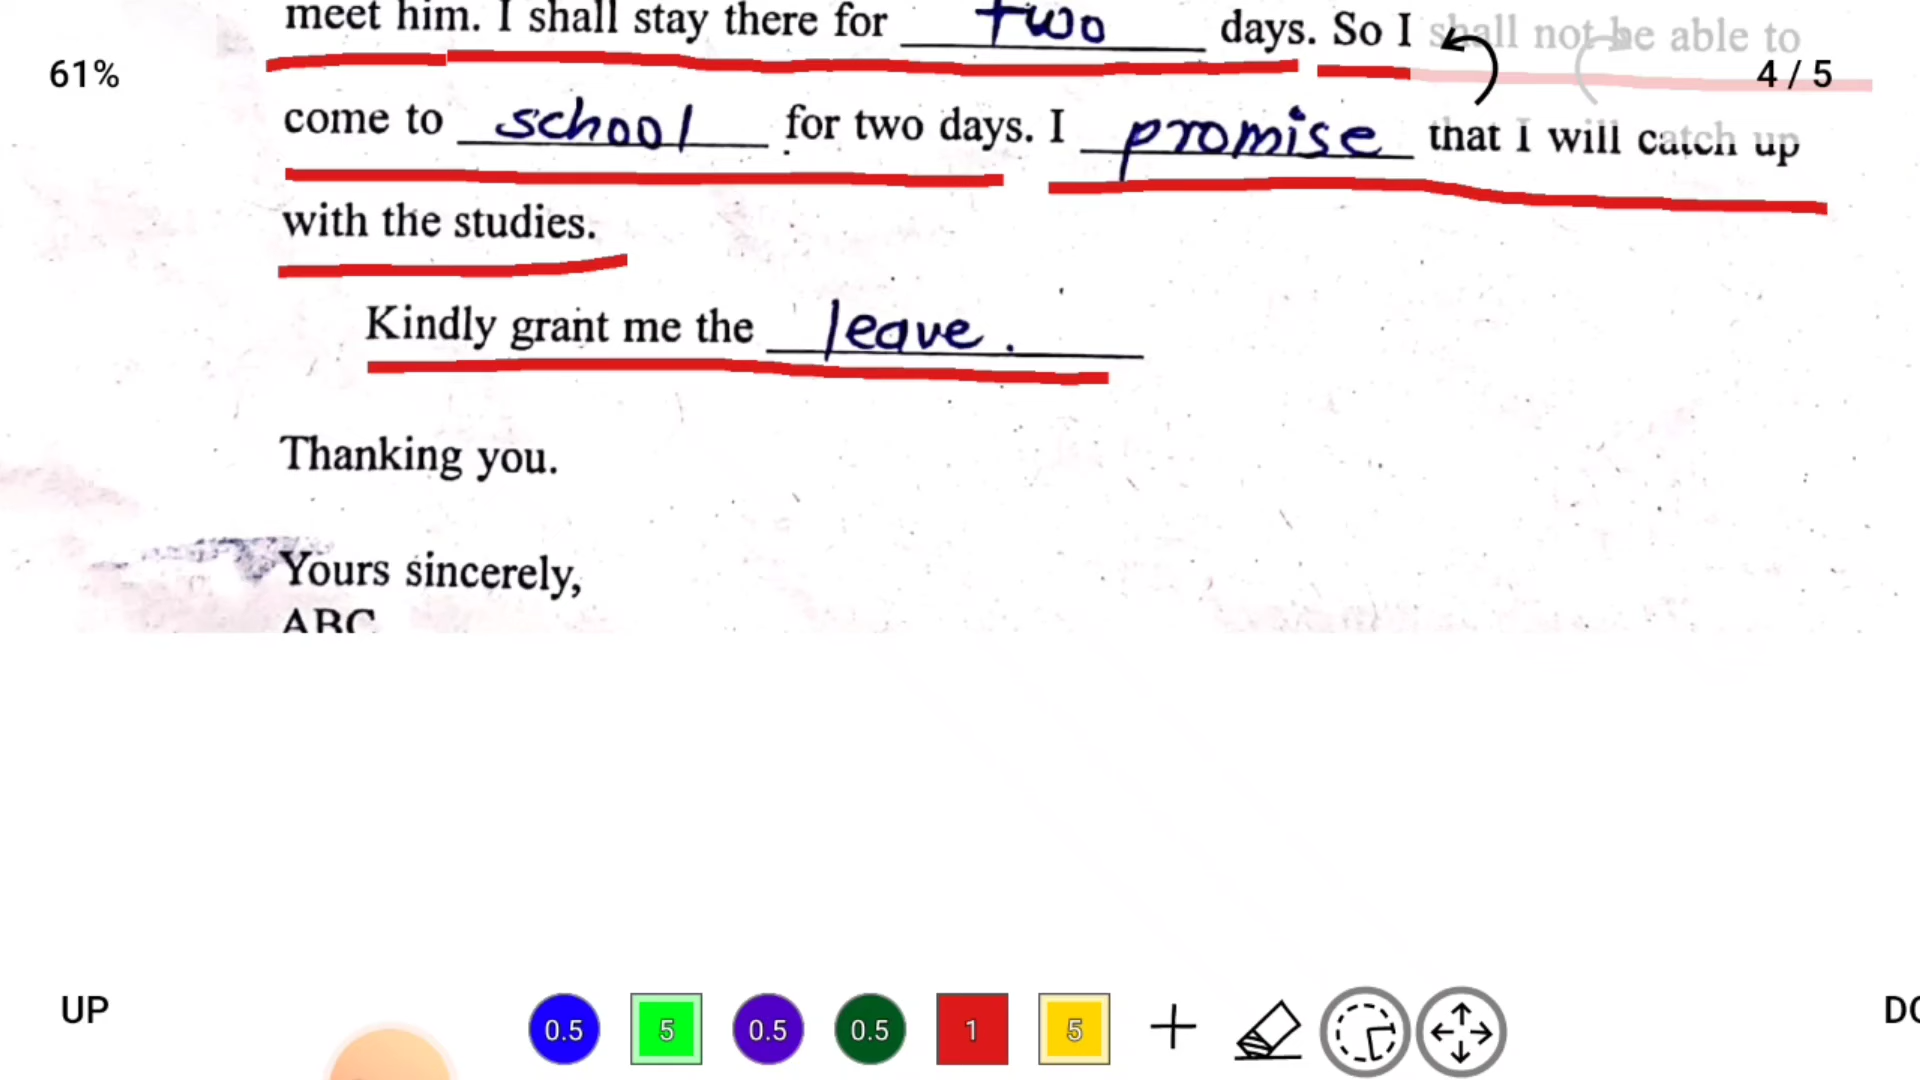 meet him. I shall stay there for two days. So I shall not be able to
61% 4 / 5
come to school for two days. I promise that I will catch up
with the studies.
Kindly grant me the leave.
Thanking you.
Yours sincerely,
ABC
UP 0.5 5 0.5 0.5 1 5